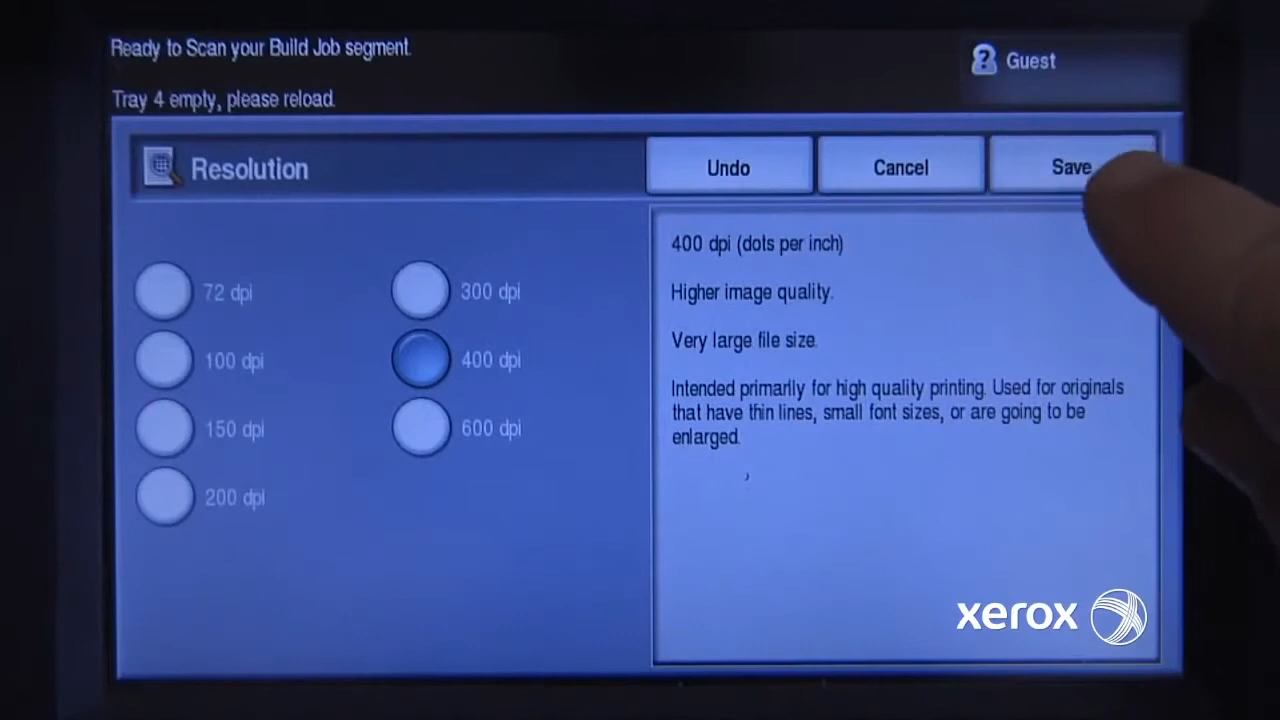 Ready to Scan your Build Job segment.
Guest
Tray 4 empty, please reload.
Resolution
Undo
Cancel
Save
72 dpi
300 dpi
100 dpi
400 dpi
150 dpi
600 dpi
200 dpi
400 dpi (dots per inch)
Higher image quality.
Very large file size.
Intended primarily for high quality printing. Used for originals
that have thin lines, small font sizes, or are going to be
enlarged.
xerox